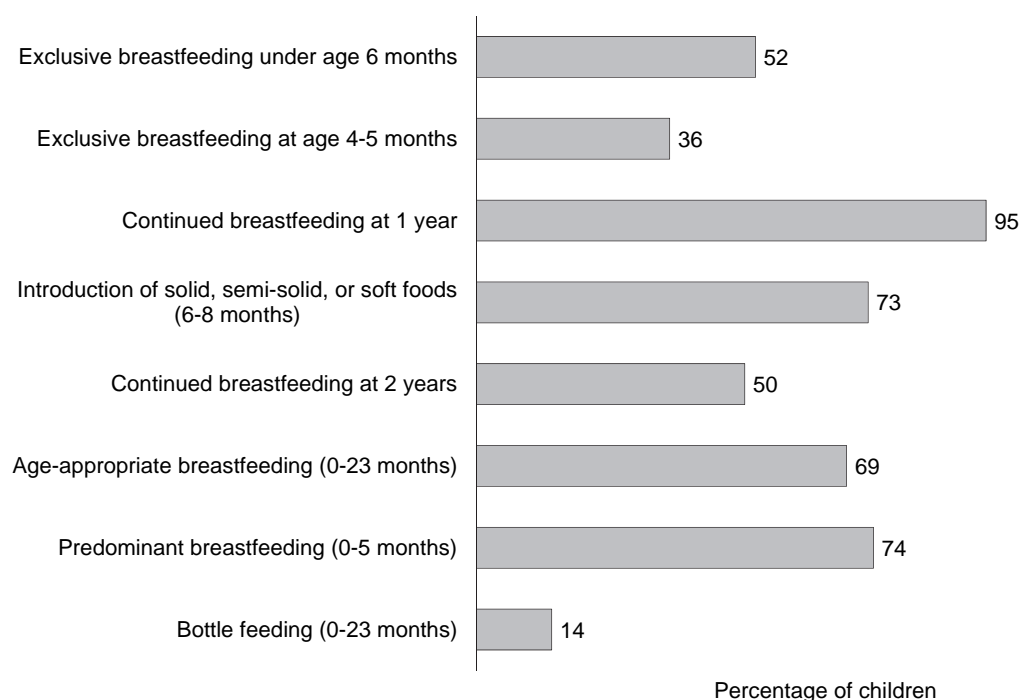 Exclusive breastfeeding under age 6 months 52
Exclusive breastfeeding at age 4-5 months 36
Continued breastfeeding at 1 year 95
Introduction of solid, semi-solid, or soft foods
(6-8 months) 73
Continued breastfeeding at 2 years 50
Age-appropriate breastfeeding (0-23 months) 69
Predominant breastfeeding (0-5 months) 74
Bottle feeding (0-23 months) 14
Percentage of children